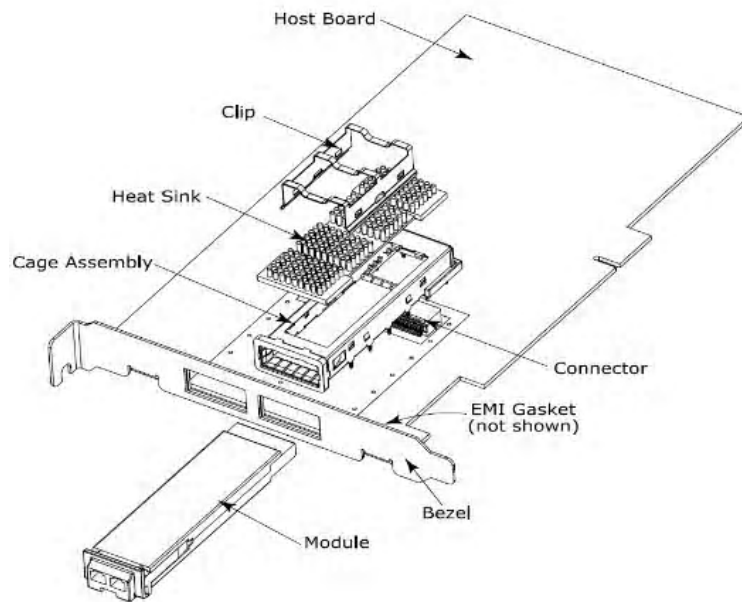 Host Board
Clip
Heat Sink
Cage Assembly
Connector
EMI Gasket
(not shown)
Bezel
Module